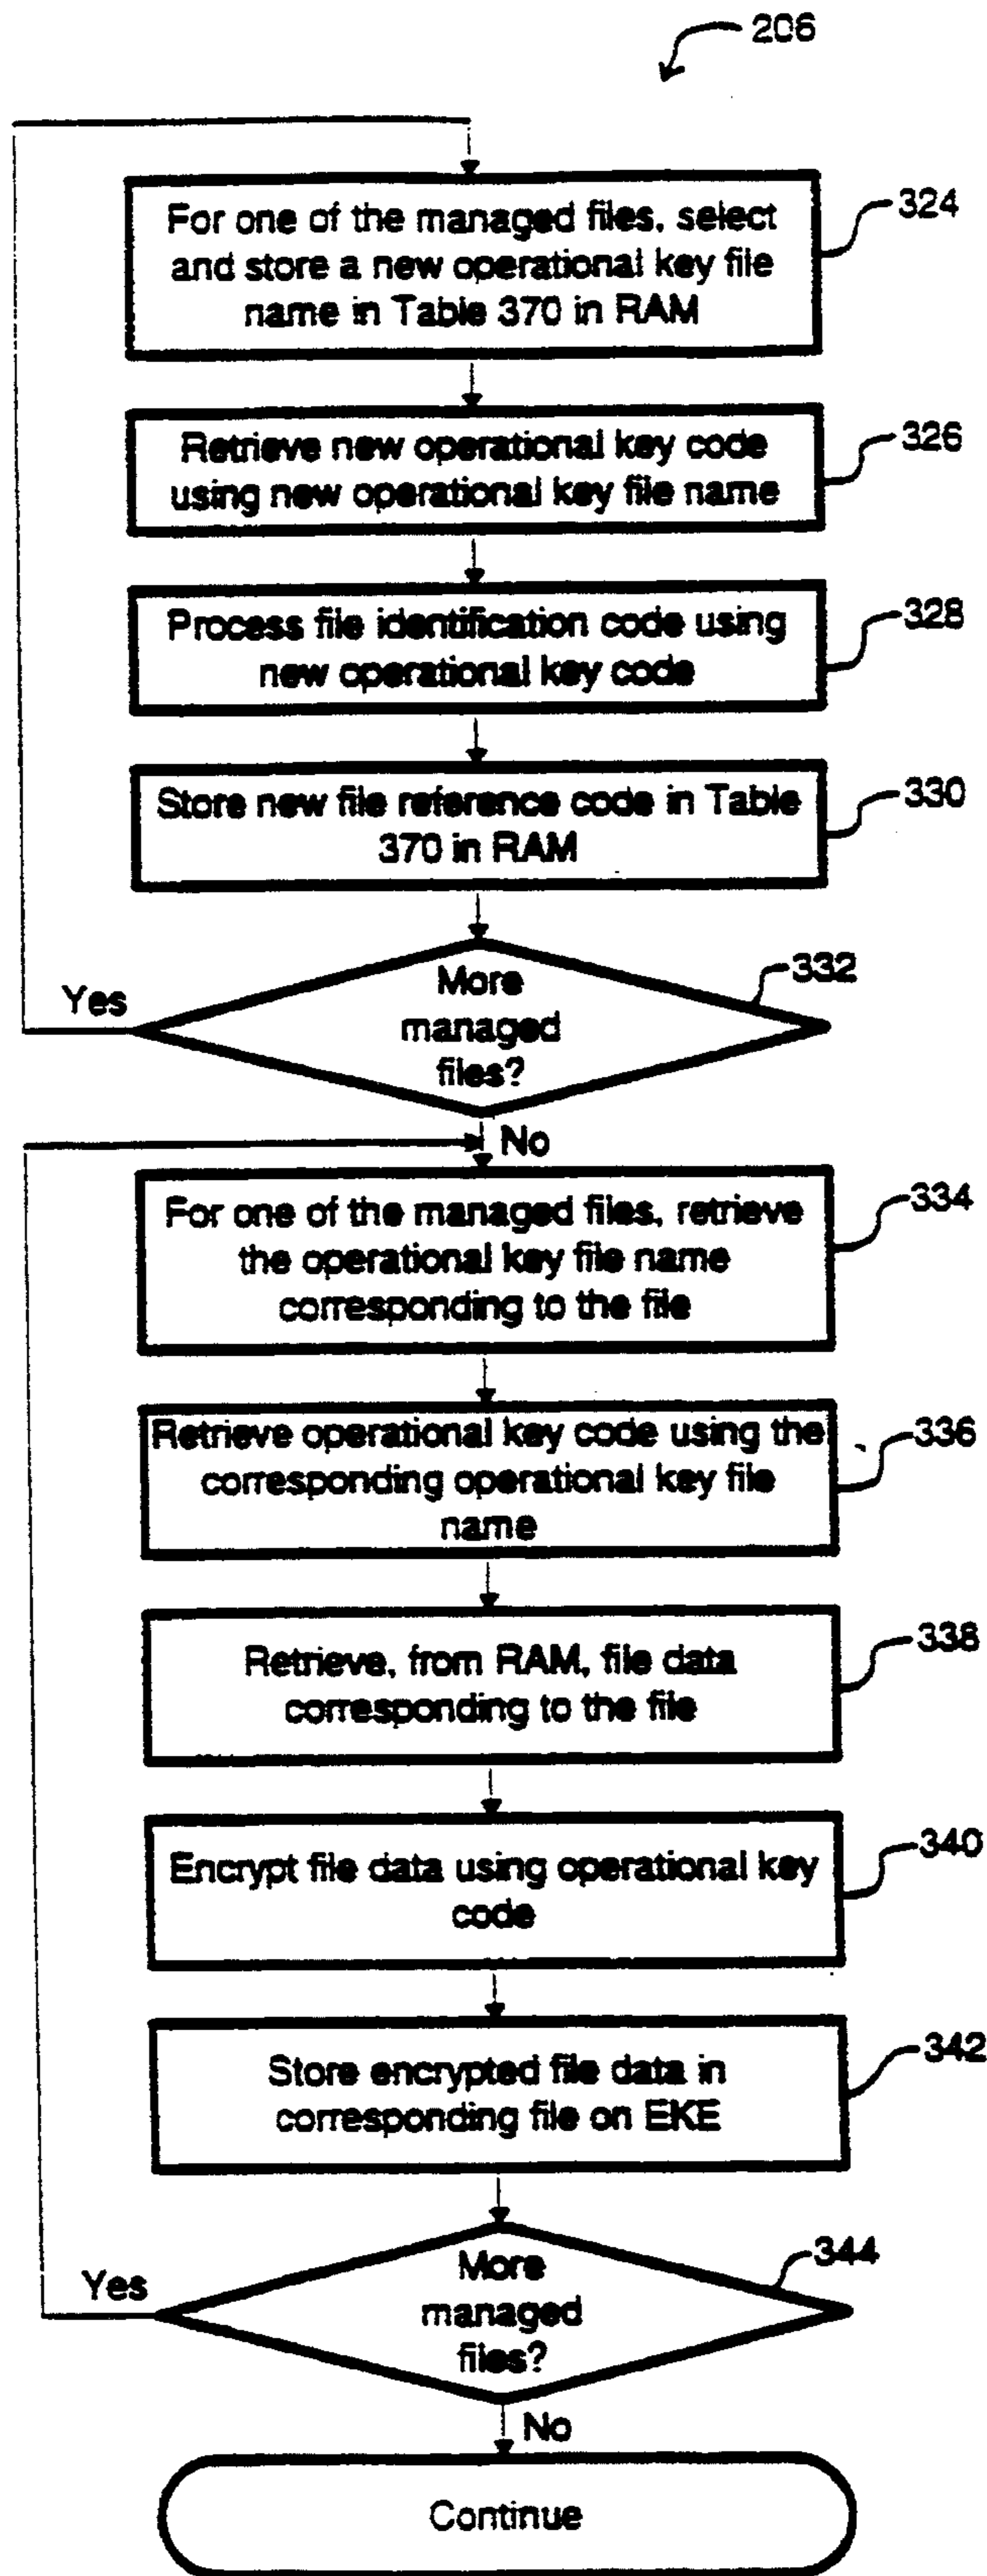 206
For one of the managed files, select
and store a new operational key file
name in Table 370 in RAM
324
Retrieve new operational key code
using new operational key file name
326
Process file identification code using
new operational key code
328
Store new file reference code in Table
370 in RAM
330
More
managed
files?
332
Yes
No
For one of the managed files, retrieve
the operational key file name
corresponding to the file
334
Retrieve operational key code using the
corresponding operational key file
name
336
Retrieve, from RAM, file data
corresponding to the file
338
Encrypt file data using operational key
code
340
Store encrypted file data in
corresponding file on EKE
342
More
managed
files?
344
Yes
No
Continue